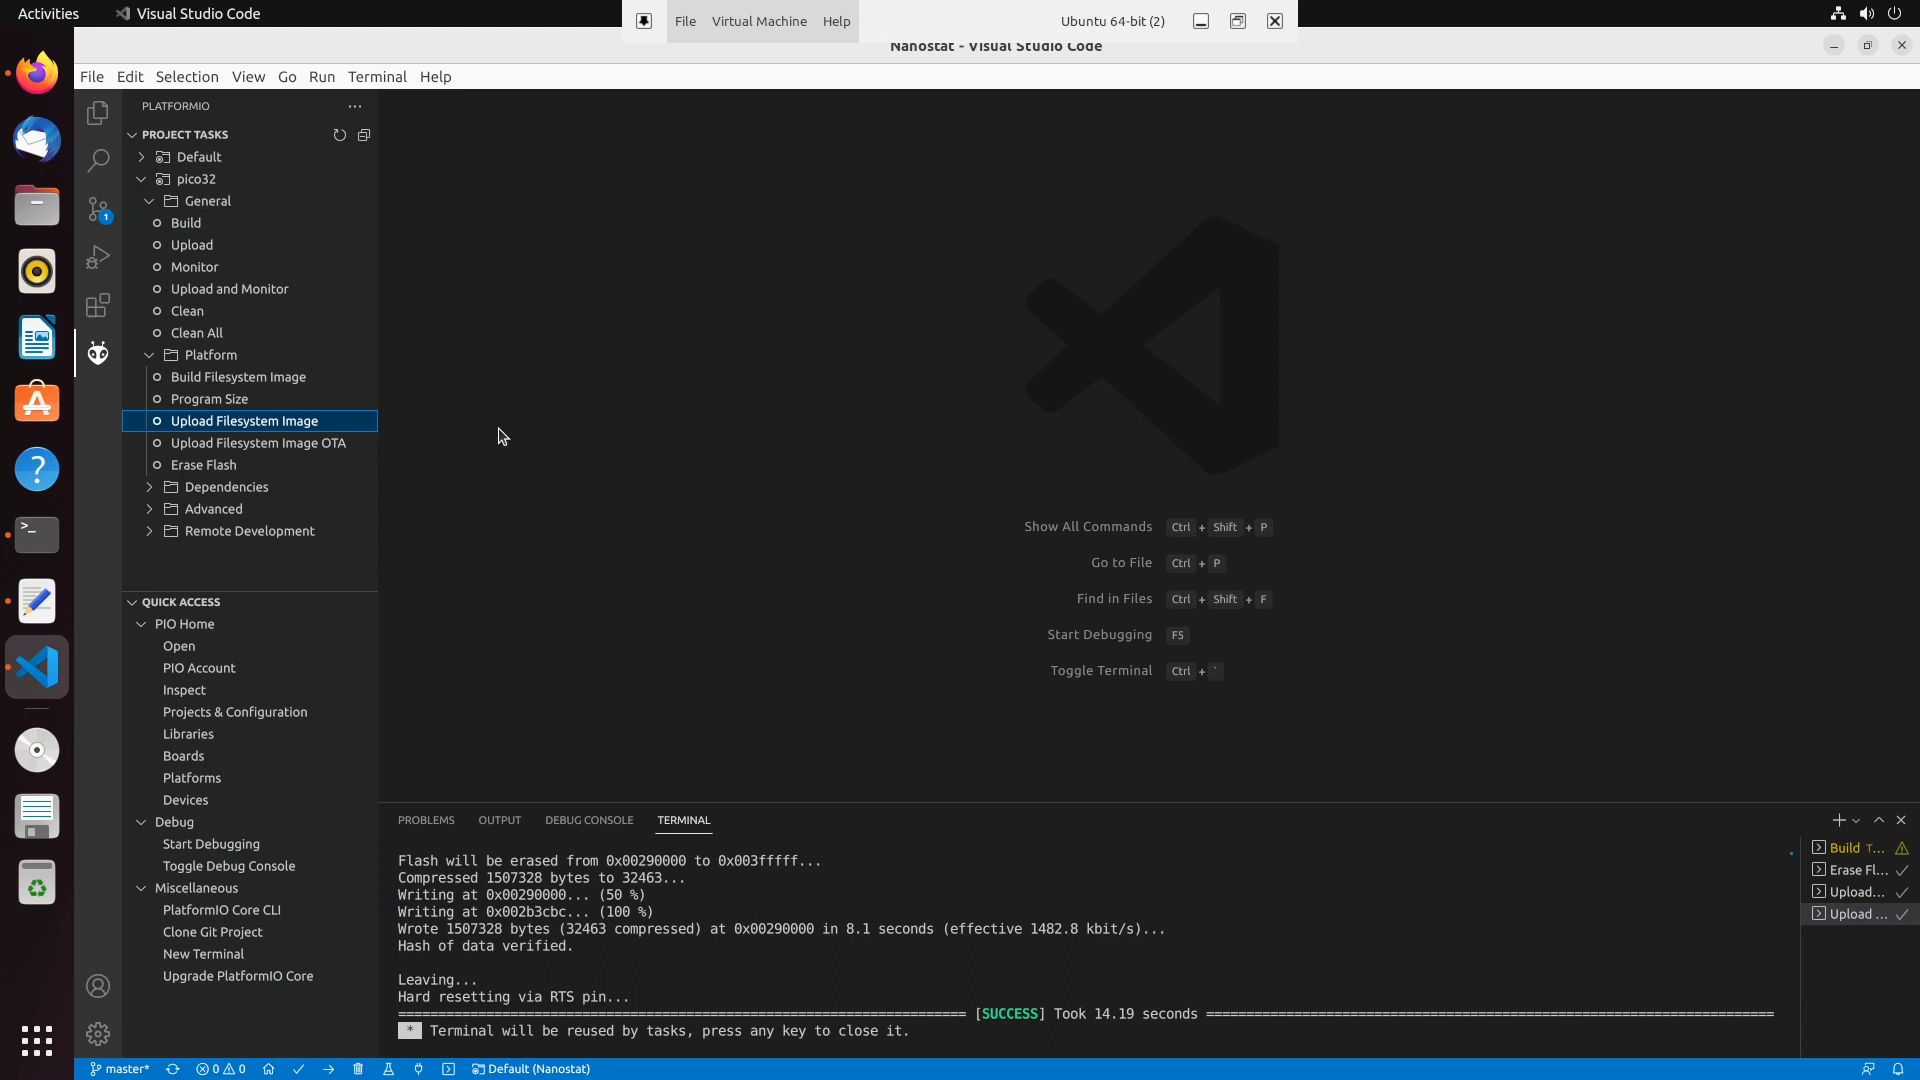 Activities
Visual Studio Code
File
Virtual Machine
Help
Ubuntu 64-bit (2)
Nanostat - Visual Studio Code
File Edit Selection View Go Run Terminal Help
PLATFORMIO
PROJECT TASKS
Default
pico32
General
Build
Upload
Monitor
Upload and Monitor
Clean
Clean All
Platform
Build Filesystem Image
Program Size
Upload Filesystem Image
Upload Filesystem Image OTA
Erase Flash
Dependencies
Advanced
Remote Development
QUICK ACCESS
PIO Home
Open
PIO Account
Inspect
Projects & Configuration
Libraries
Boards
Platforms
Devices
Debug
Start Debugging
Toggle Debug Console
Miscellaneous
PlatformIO Core CLI
Clone Git Project
New Terminal
Upgrade PlatformIO Core
1
Show All Commands Ctrl + Shift + P
Go to File Ctrl + P
Find in Files Ctrl + Shift + F
Start Debugging F5
Toggle Terminal Ctrl + `
PROBLEMS OUTPUT DEBUG CONSOLE TERMINAL
Flash will be erased from 0x00290000 to 0x003fffff...
Compressed 1507328 bytes to 32463...
Writing at 0x00290000... (50 %)
Writing at 0x002b3cbc... (100 %)
Wrote 1507328 bytes (32463 compressed) at 0x00290000 in 8.1 seconds (effective 1482.8 kbit/s)...
Hash of data verified.
Leaving...
Hard resetting via RTS pin...
[SUCCESS] Took 14.19 seconds
* Terminal will be reused by tasks, press any key to close it.
Build T...
Erase Fl...
Upload...
Upload ...
master*
0 0
Default (Nanostat)